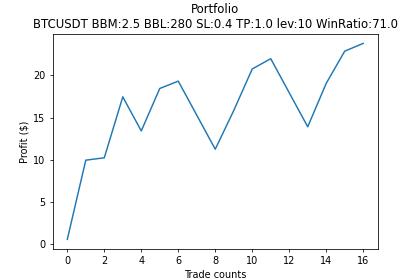 Portfolio
BTCUSDT BBM:2.5 BBL:280 SL:0.4 TP:1.0 lev:10 WinRatio:71.0
Profit ($)
20
15
10
5
0
0 2 4 6 8 10 12 14 16
Trade counts